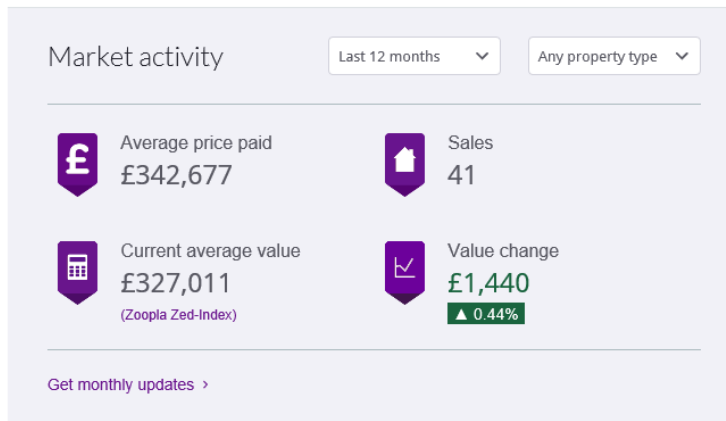 Market activity
Last 12 months
Any property type
£
Average price paid
£342,677
Sales
41
Current average value
£327,011
(Zoopla Zed-Index)
Value change
£1,440
▲ 0.44%
Get monthly updates ›